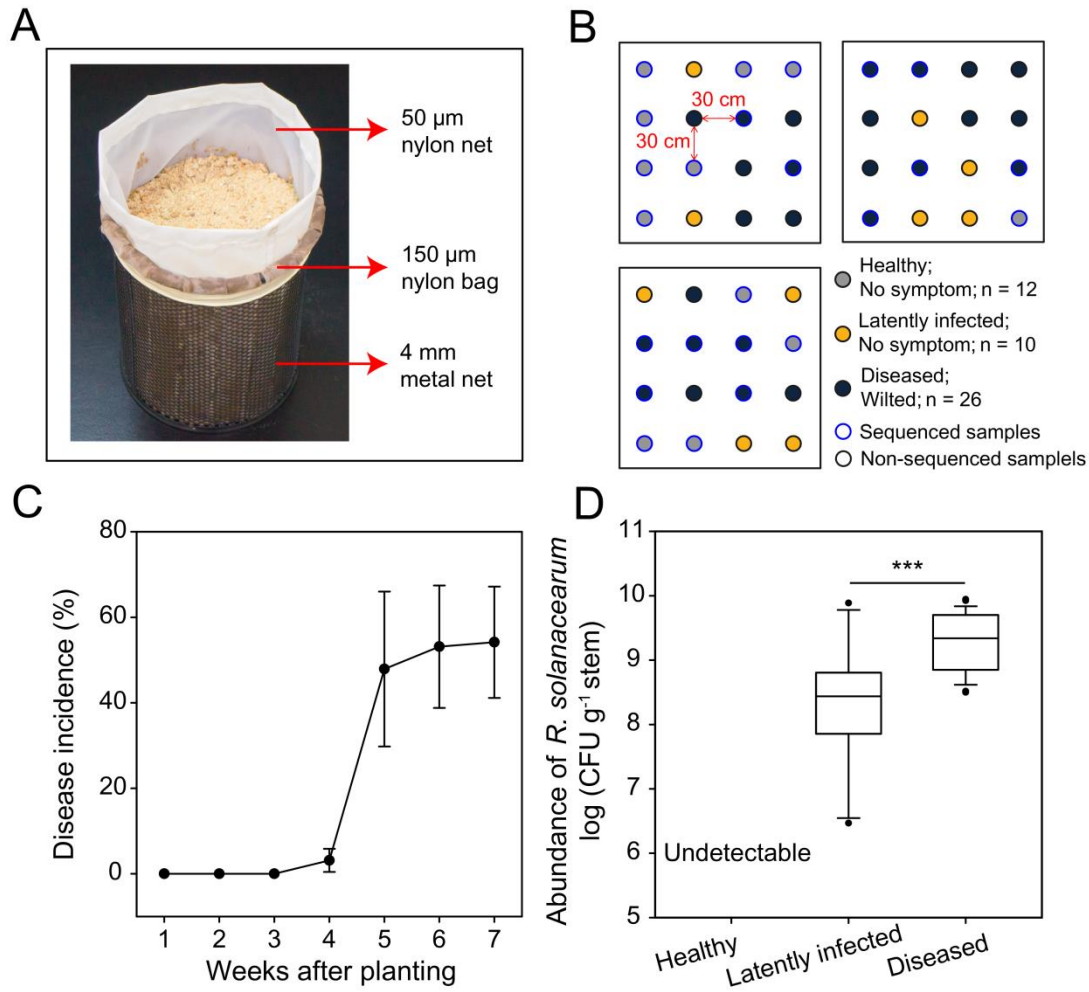 A
50 µm
nylon net
150 µm
nylon bag
4 mm
metal net
B
30 cm
30 cm
Healthy;
No symptom; n = 12
Latently infected;
No symptom; n = 10
Diseased;
Wilted; n = 26
Sequenced samples
Non-sequenced samplels
C
Disease incidence (%)
80
60
40
20
0
1 2 3 4 5 6 7
Weeks after planting
D
Abundance of R. solanacearum
log (CFU g⁻¹ stem)
11
10
9
8
7
6
5
***
Undetectable
Healthy
Latently infected
Diseased